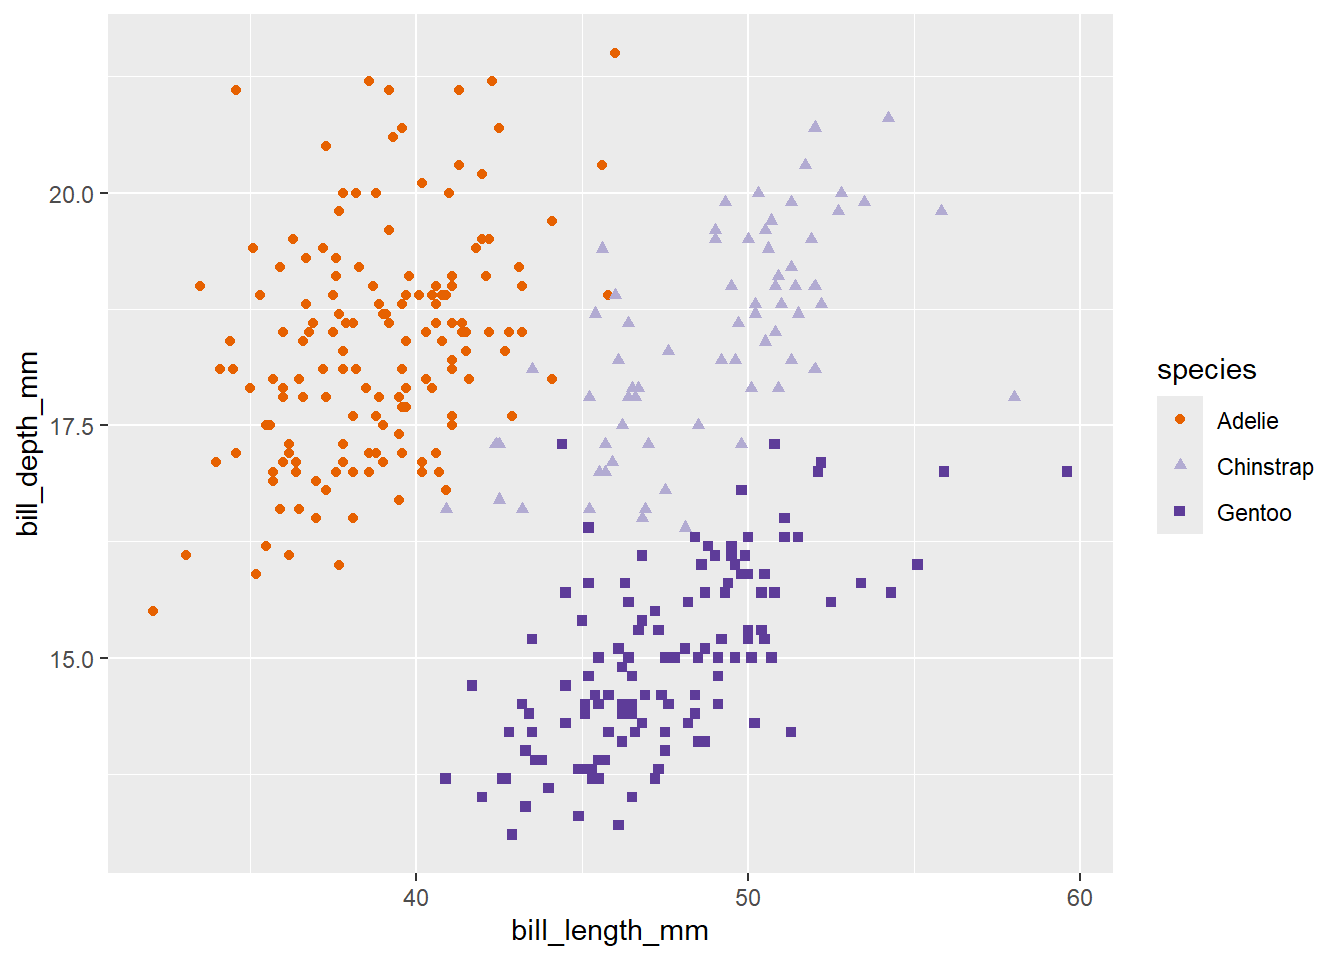 20.0
17.5
15.0
bill_depth_mm
40 50 60
bill_length_mm
species
Adelie
Chinstrap
Gentoo